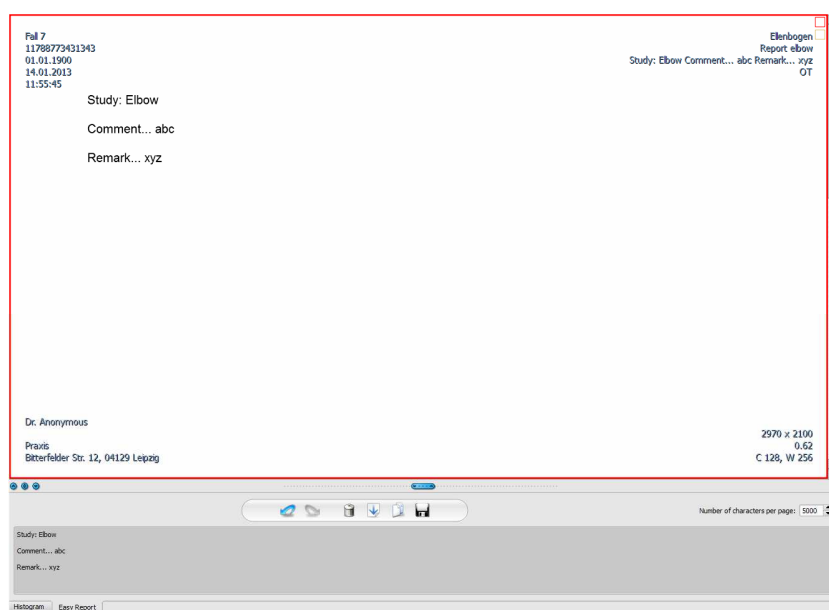 Fall 7
11788773431343
01.01.1900
14.01.2013
11:55:45
Ellenbogen
Report elbow
Study: Elbow Comment... abc Remark... xyz
OT
Study: Elbow
Comment... abc
Remark... xyz
Dr. Anonymous
Praxis
Bitterfelder Str. 12, 04129 Leipzig
2970 x 2100
0.62
C 128, W 256
Number of characters per page: 5000
Study: Elbow
Comment... abc
Remark... xyz
Histogram
Easy Report